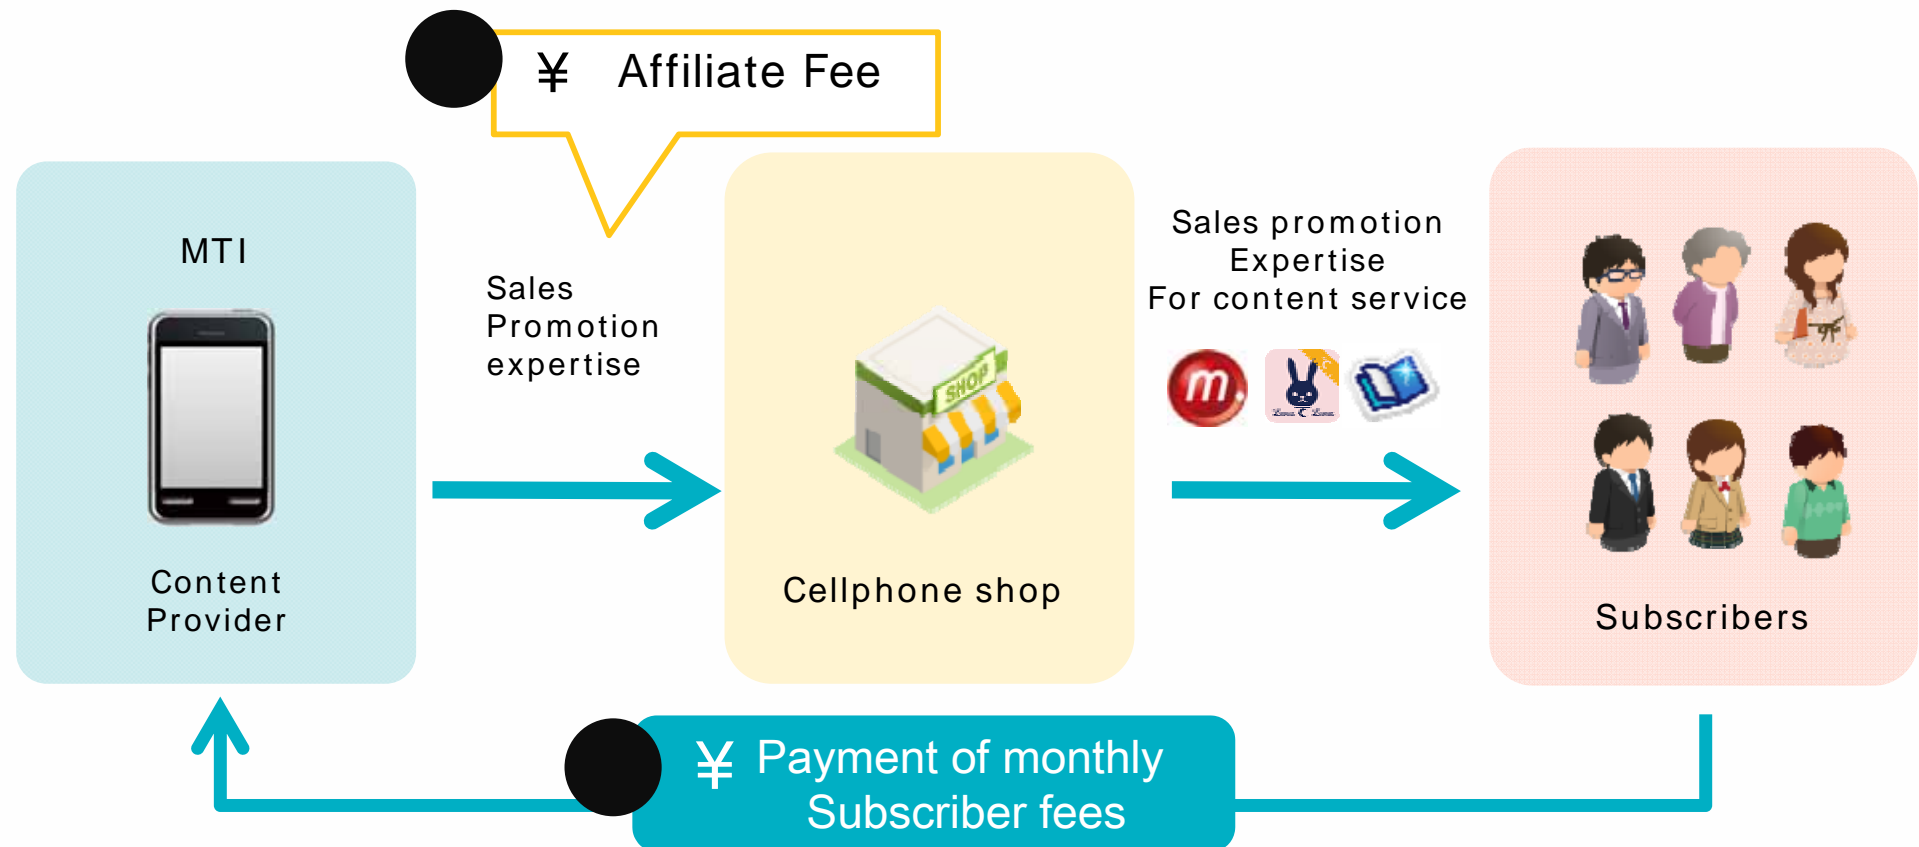 ¥ Affiliate Fee
MTI
Content
Provider
Sales
Promotion
expertise
SHOP
Cellphone shop
Sales promotion
Expertise
For content service
m
Subscribers
¥ Payment of monthly
Subscriber fees